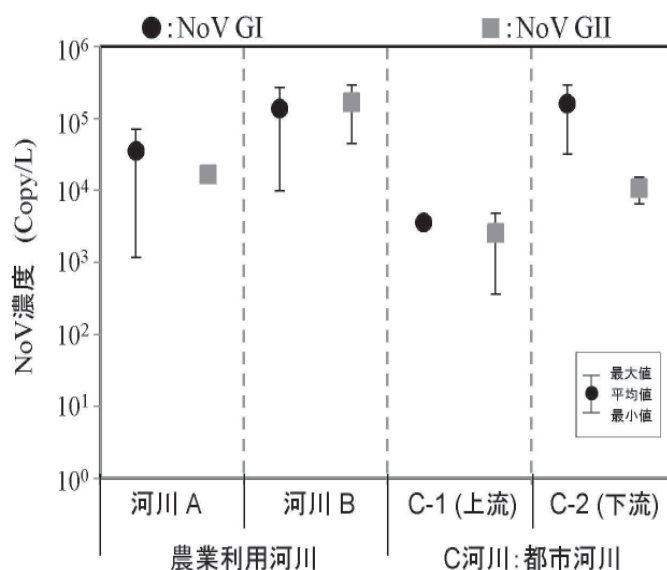 ●:NoV GI ■:NoV GII
NoV濃度 (Copy/L)
10⁶
10⁵
10⁴
10³
10²
10¹
10⁰
最大値
平均値
最小値
河川 A 河川 B C-1 (上流) C-2 (下流)
農業利用河川 C河川:都市河川